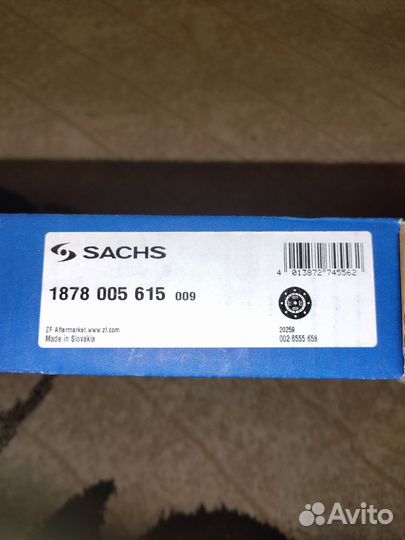 SACHS
4 013872 745562
1878 005 615 009
ZF Aftermarket, www.zf.com
Made in Slovakia
20259
002 6555 658
Avito